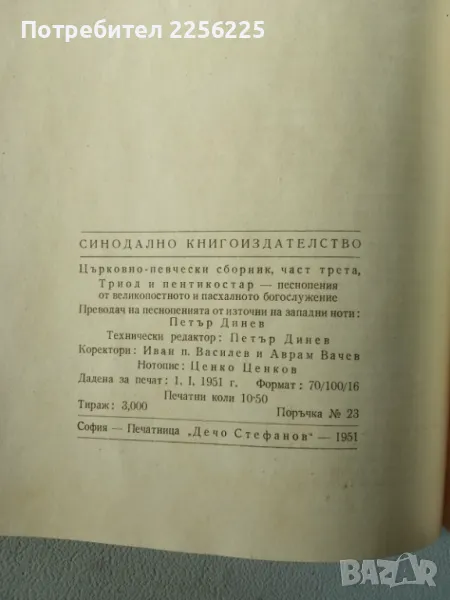 Потребител 2256225
СИНОДАЛНО КНИГОИЗДАТЕЛСТВО
Църковно-певчески сборник, част трета,
Триод и пентикостар — песнопения
от великопостното и пасхалното богослужение
Преводач на песнопенията от източни на западни ноти:
Петър Динев
Технически редактор: Петър Динев
Коректори: Иван п. Василев и Аврам Вачев
Нотопис: Ценко Ценков
Дадена за печат: 1. I. 1951 г. Формат: 70/100/16
Печатни коли 10·50
Тираж: 3,000 Поръчка № 23
София — Печатница „Дечо Стефанов" — 1951
bazar